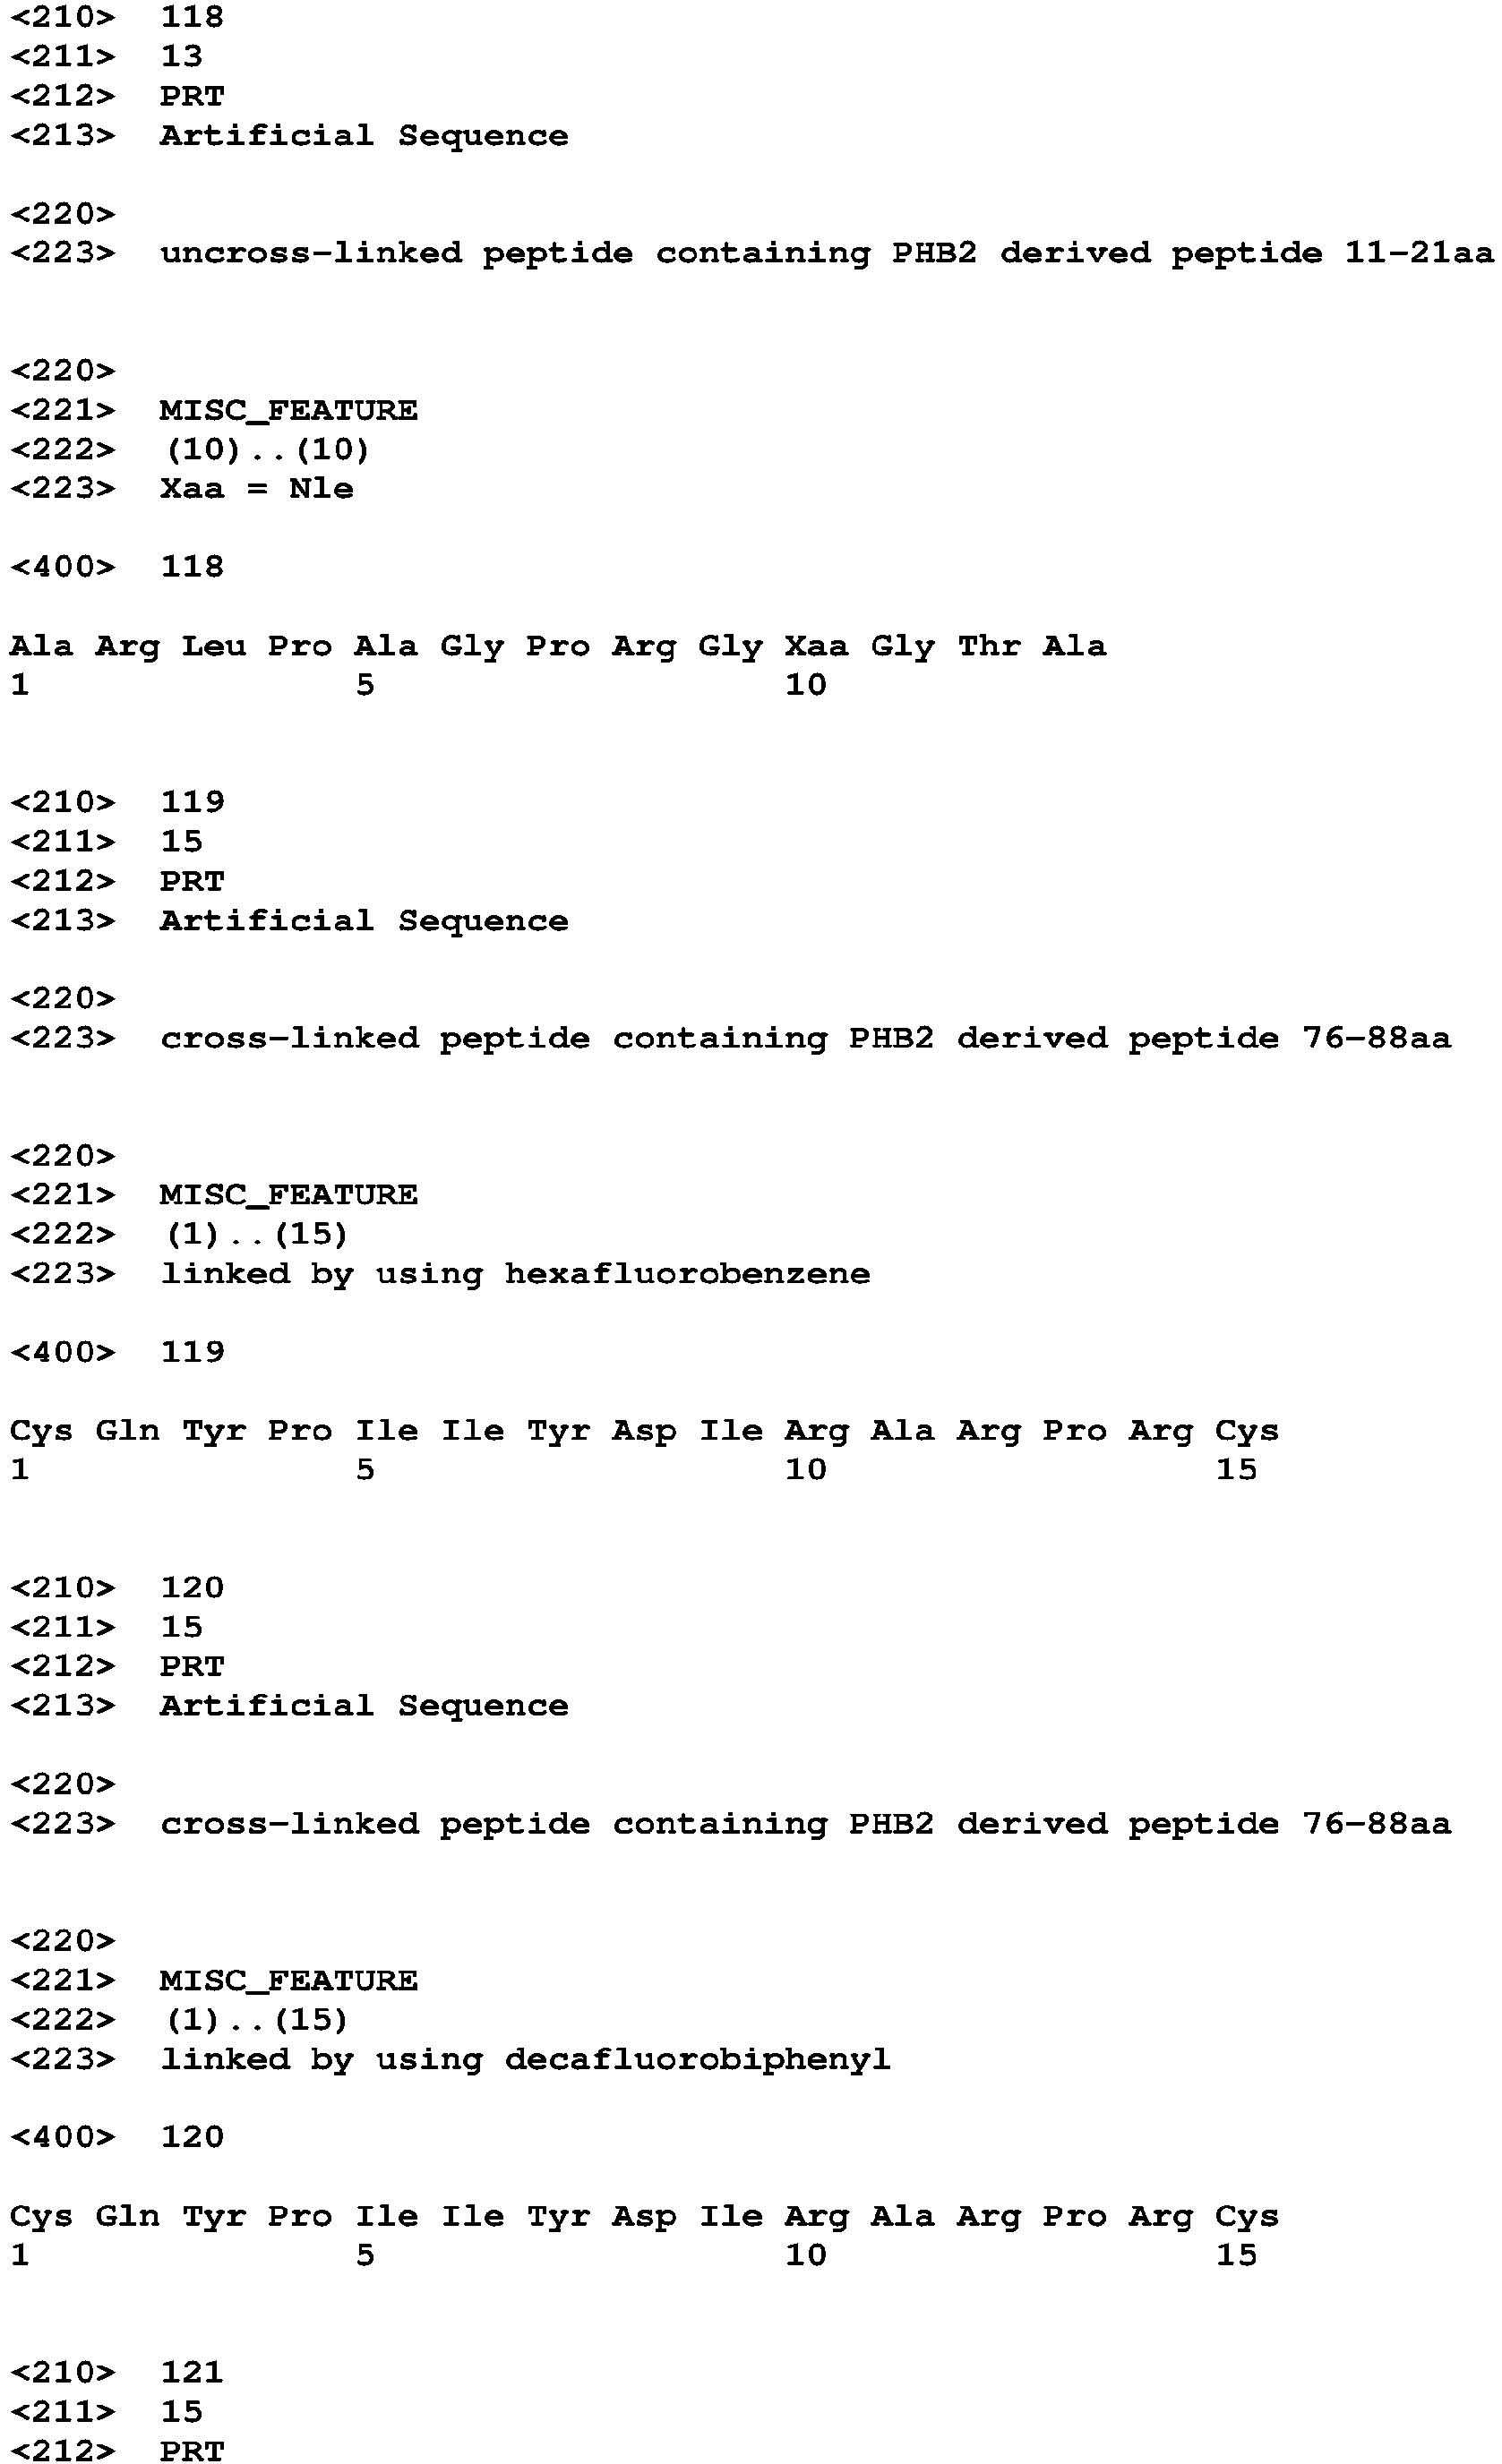 <210> 118
<211> 13
<212> PRT
<213> Artificial Sequence
<220>
<223> uncross-linked peptide containing PHB2 derived peptide 11-21aa
<220>
<221> MISC_FEATURE
<222> (10)..(10)
<223> Xaa = Nle
<400> 118
Ala Arg Leu Pro Ala Gly Pro Arg Gly Xaa Gly Thr Ala
1 5 10
<210> 119
<211> 15
<212> PRT
<213> Artificial Sequence
<220>
<223> cross-linked peptide containing PHB2 derived peptide 76-88aa
<220>
<221> MISC_FEATURE
<222> (1)..(15)
<223> linked by using hexafluorobenzene
<400> 119
Cys Gln Tyr Pro Ile Ile Tyr Asp Ile Arg Ala Arg Pro Arg Cys
1 5 10 15
<210> 120
<211> 15
<212> PRT
<213> Artificial Sequence
<220>
<223> cross-linked peptide containing PHB2 derived peptide 76-88aa
<220>
<221> MISC_FEATURE
<222> (1)..(15)
<223> linked by using decafluorobiphenyl
<400> 120
Cys Gln Tyr Pro Ile Ile Tyr Asp Ile Arg Ala Arg Pro Arg Cys
1 5 10 15
<210> 121
<211> 15
<212> PRT